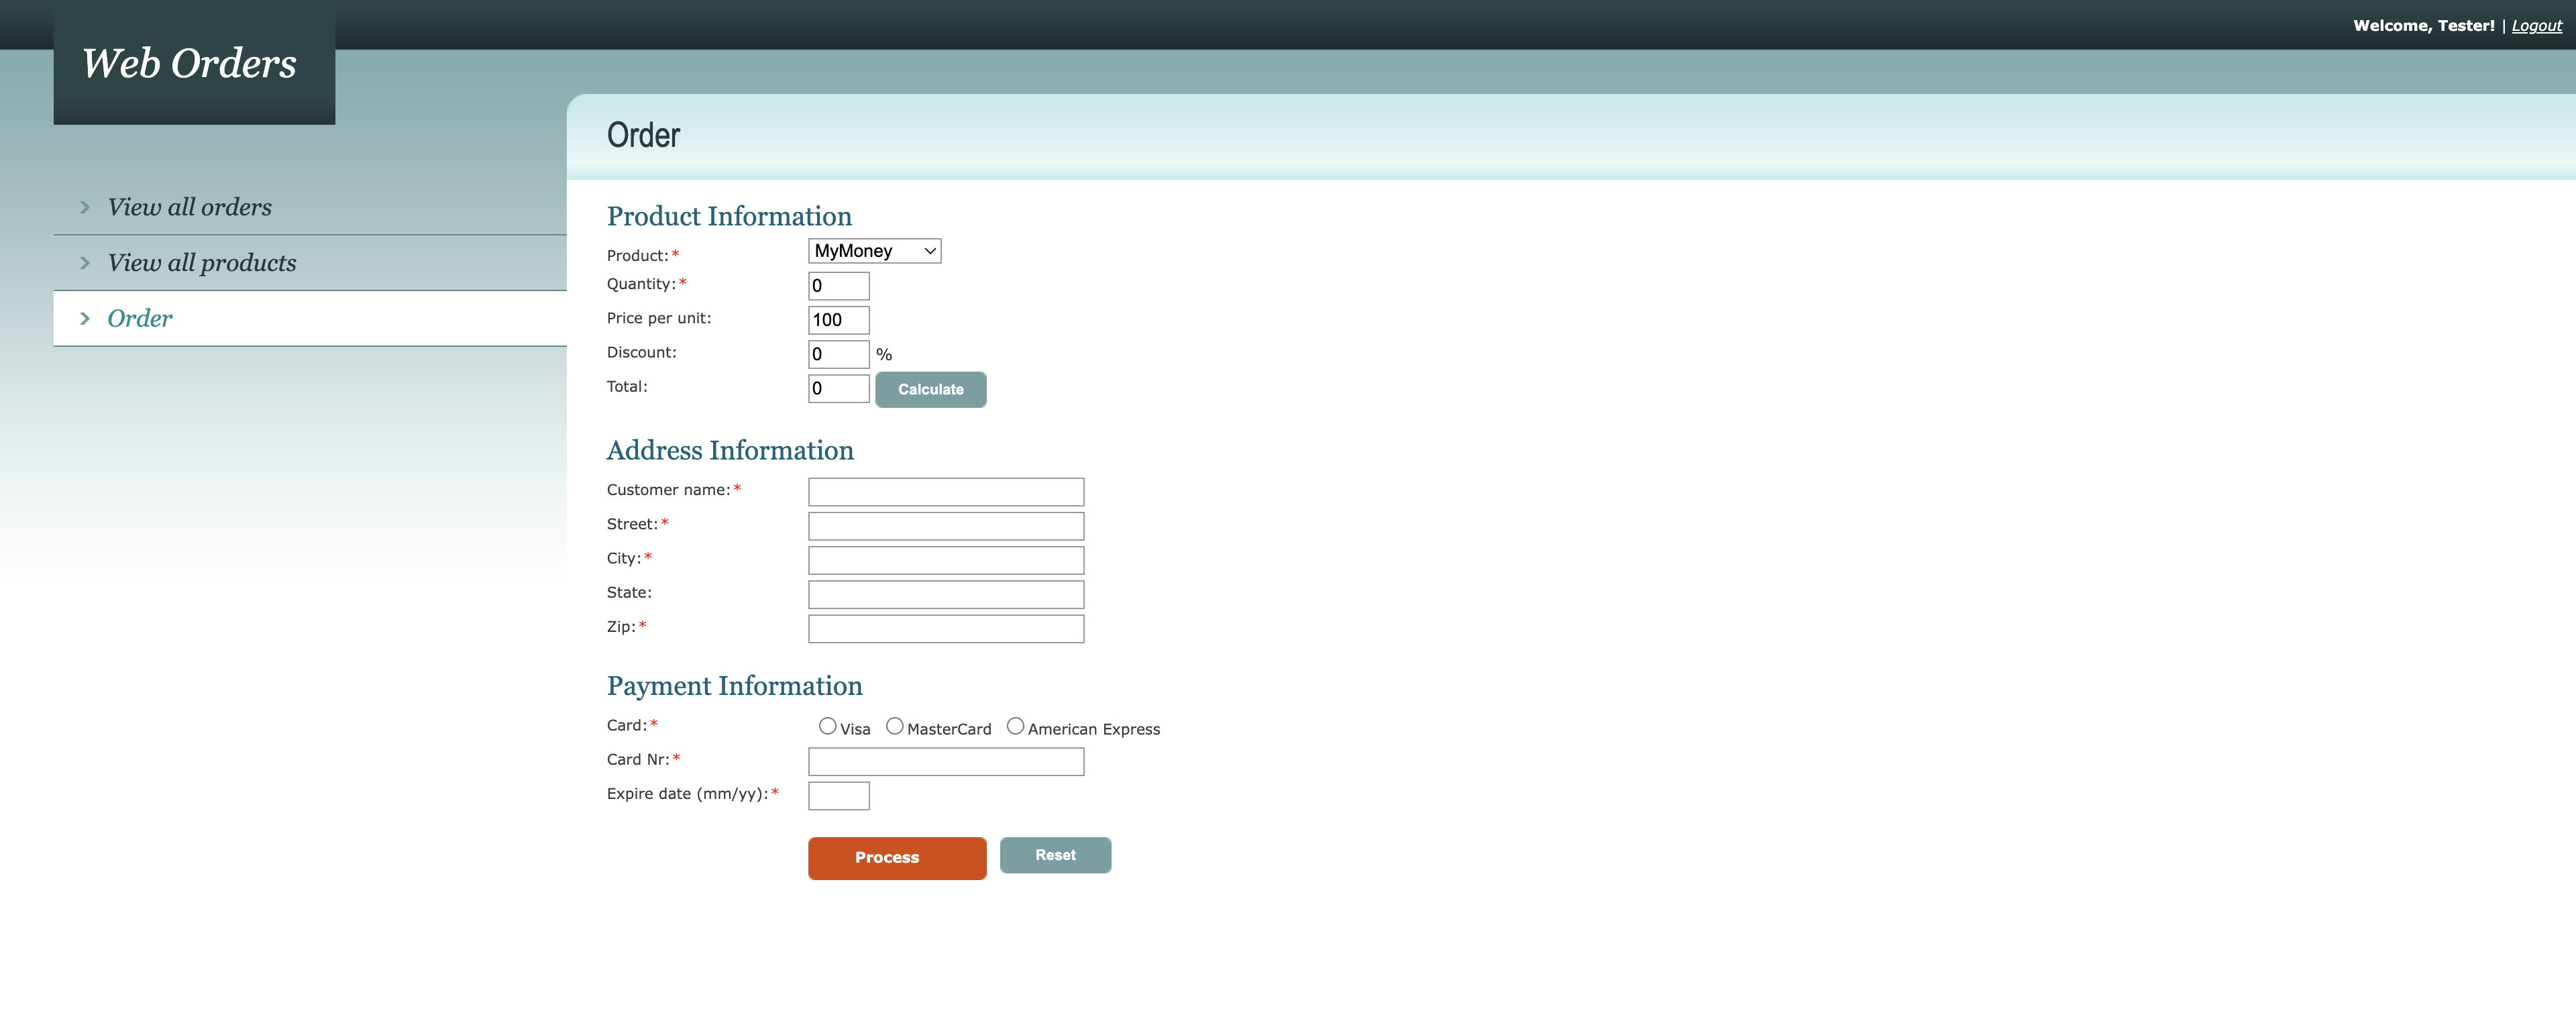 Welcome, Tester! | Logout
Web Orders
View all orders
View all products
Order
Order
Product Information
Product:* MyMoney
Quantity:* 0
Price per unit: 100
Discount: 0 %
Total: 0 Calculate
Address Information
Customer name:*
Street:*
City:*
State:
Zip:*
Payment Information
Card:* Visa MasterCard American Express
Card Nr:*
Expire date (mm/yy):*
Process Reset